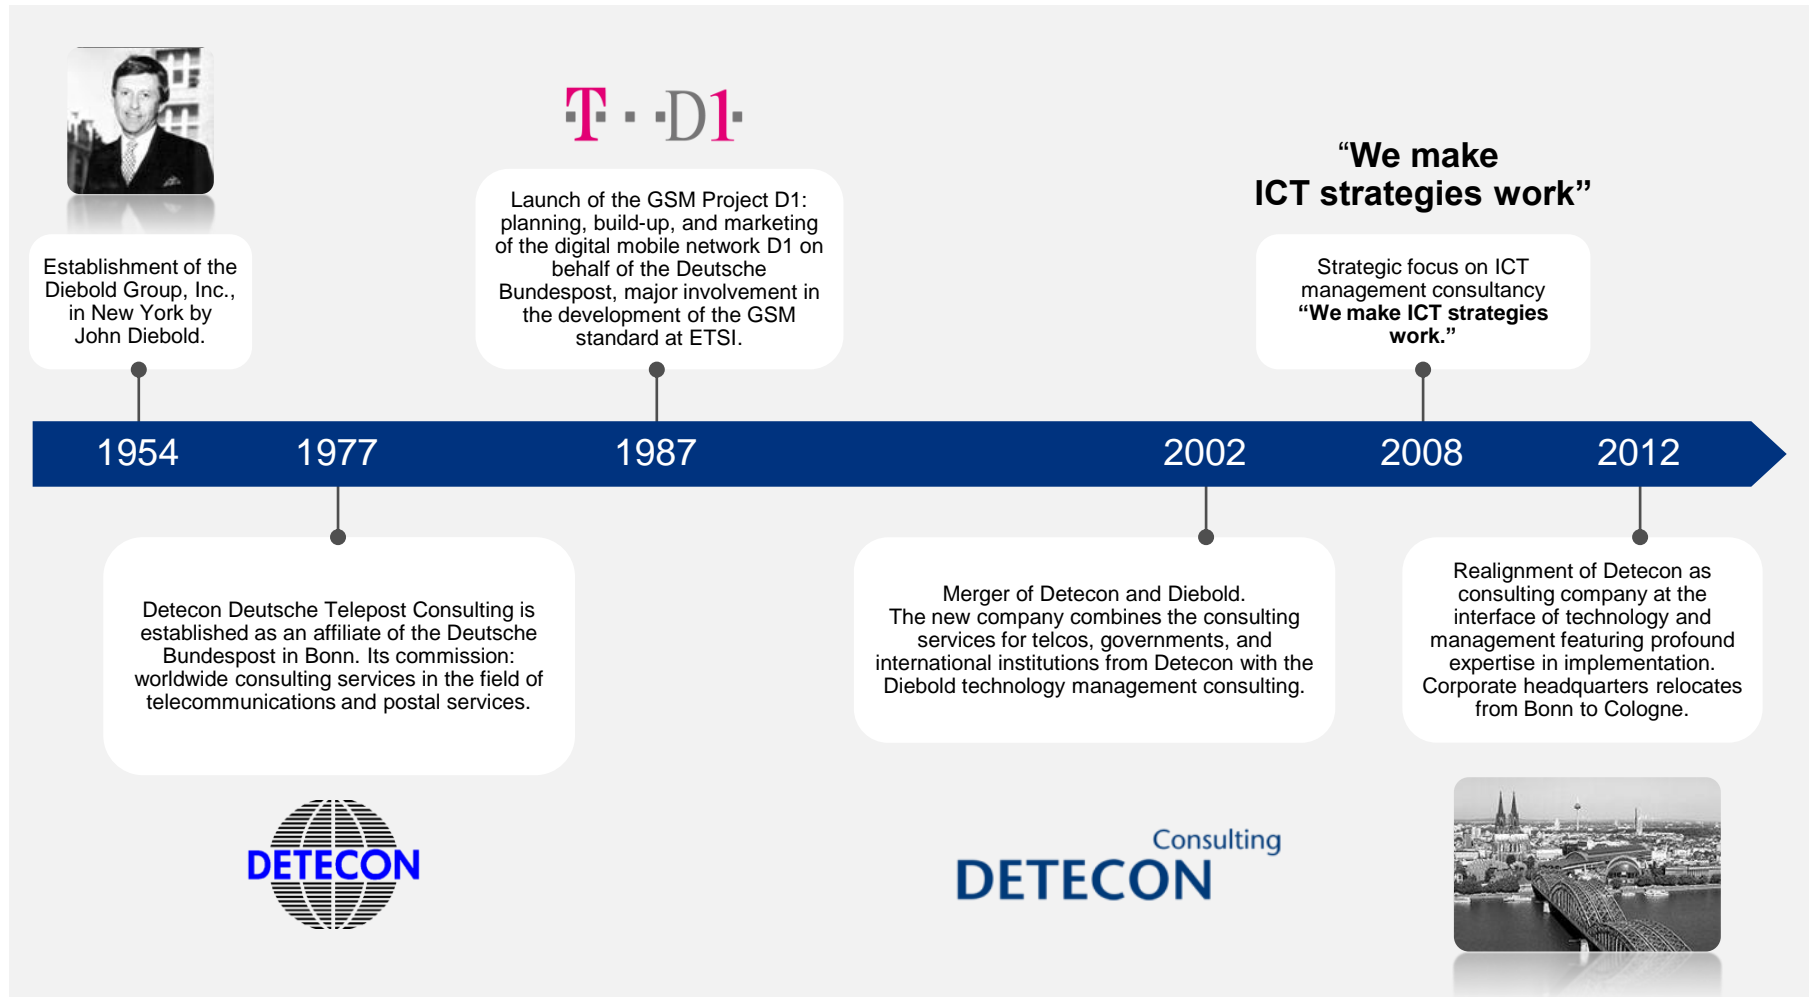 T · · D1 ·
“We make
ICT strategies work”
Establishment of the
Diebold Group, Inc.,
in New York by
John Diebold.
Launch of the GSM Project D1:
planning, build-up, and marketing
of the digital mobile network D1 on
behalf of the Deutsche
Bundespost, major involvement in
the development of the GSM
standard at ETSI.
Strategic focus on ICT
management consultancy
“We make ICT strategies
work.”
1954 1977 1987 2002 2008 2012
Detecon Deutsche Telepost Consulting is
established as an affiliate of the Deutsche
Bundespost in Bonn. Its commission:
worldwide consulting services in the field of
telecommunications and postal services.
Merger of Detecon and Diebold.
The new company combines the consulting
services for telcos, governments, and
international institutions from Detecon with the
Diebold technology management consulting.
Realignment of Detecon as
consulting company at the
interface of technology and
management featuring profound
expertise in implementation.
Corporate headquarters relocates
from Bonn to Cologne.
DETECON
Consulting
DETECON